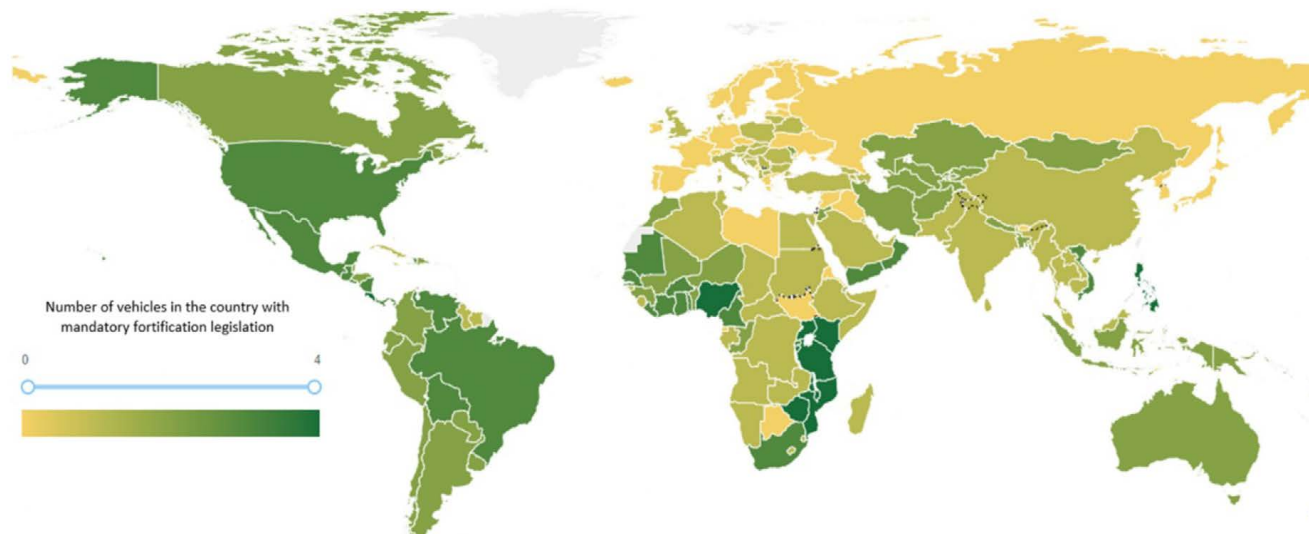 Number of vehicles in the country with
mandatory fortification legislation
0 4